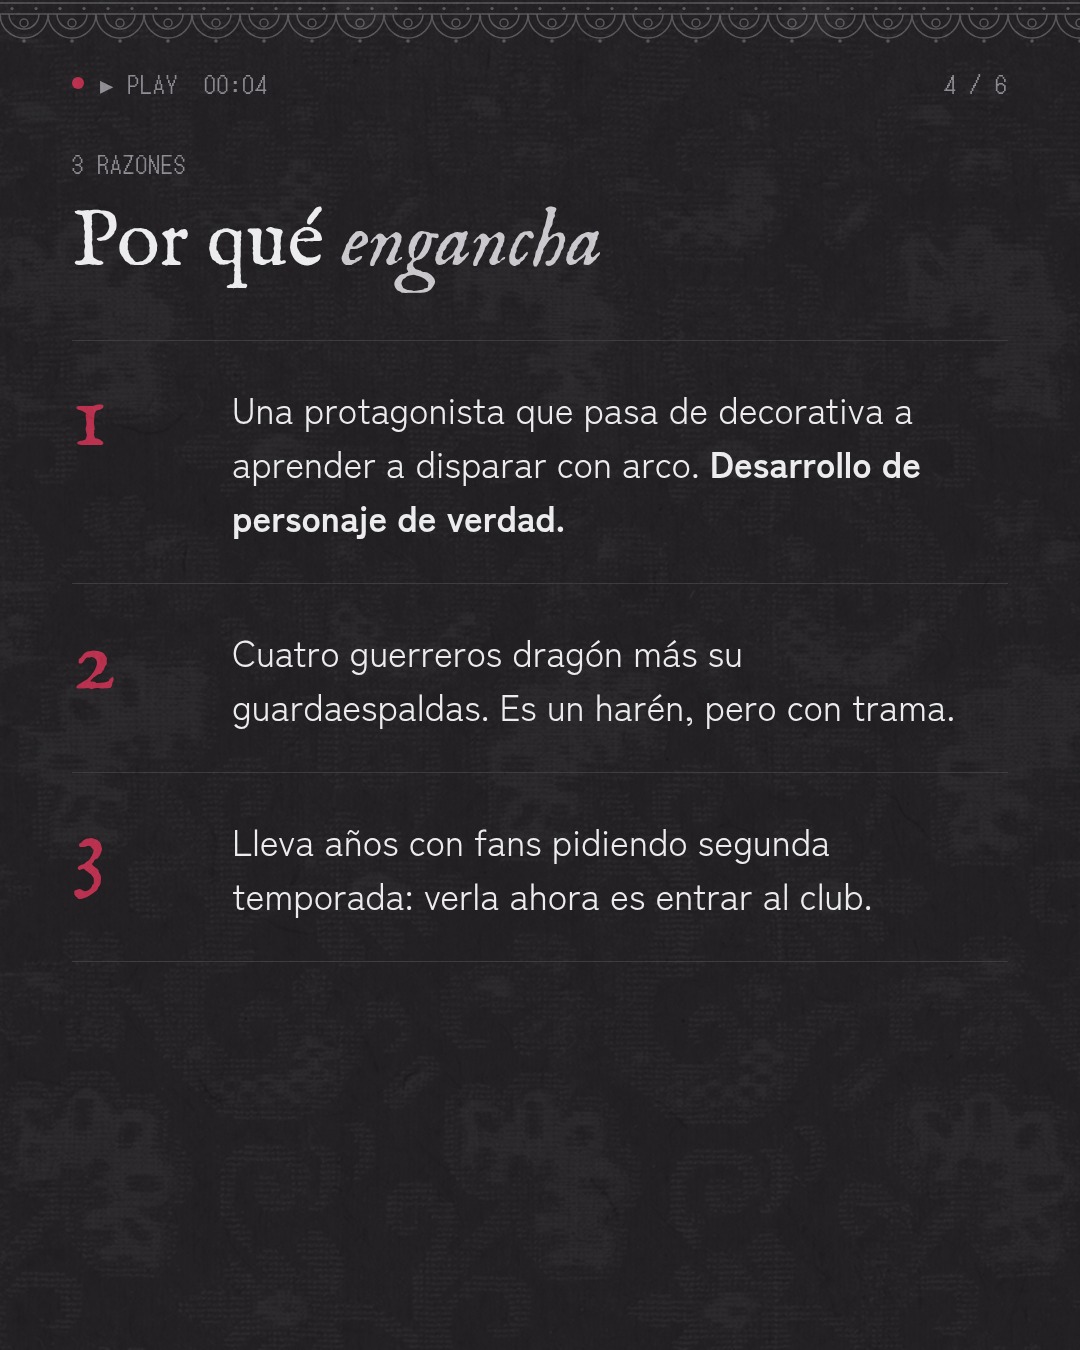 ▶ PLAY 00:04
4 / 6
3 RAZONES
Por qué engancha
1
Una protagonista que pasa de decorativa a
aprender a disparar con arco. Desarrollo de
personaje de verdad.
2
Cuatro guerreros dragón más su
guardaespaldas. Es un harén, pero con trama.
3
Lleva años con fans pidiendo segunda
temporada: verla ahora es entrar al club.